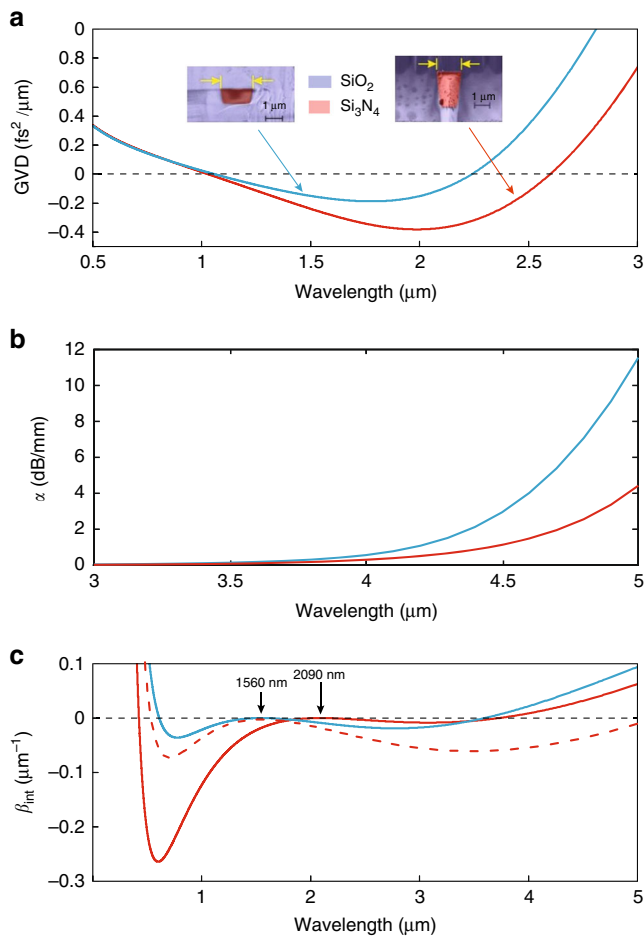 a
GVD (fs² /μm)
0.8
0.6
0.4
0.2
0
–0.2
–0.4
0
SiO₂
Si₃N₄
1 μm
1 μm
0.5
1
1.5
2
2.5
3
Wavelength (μm)
b
α (dB/mm)
12
10
8
6
4
2
0
3
3.5
4
4.5
5
Wavelength (μm)
c
βint (μm⁻¹)
0.1
0
–0.1
–0.2
–0.3
1560 nm
2090 nm
1
2
3
4
5
Wavelength (μm)